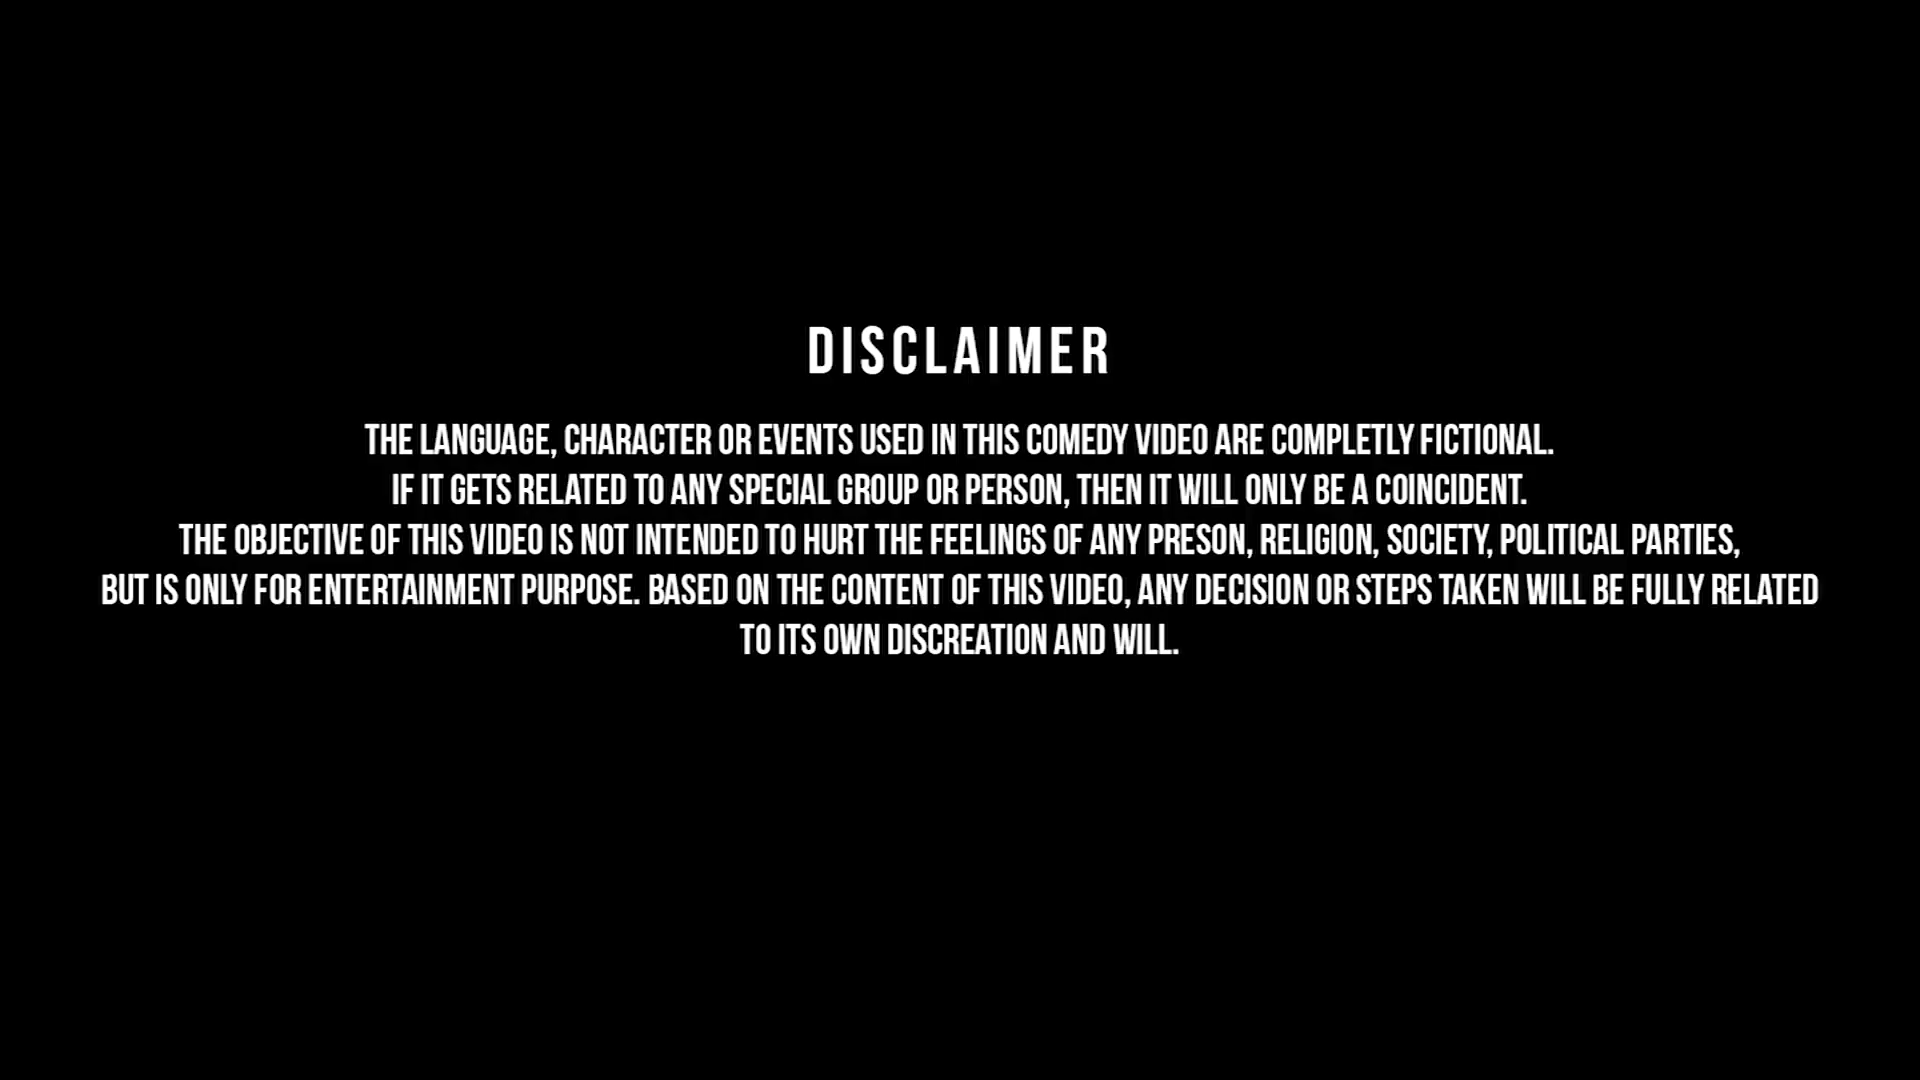 DISCLAIMER
THE LANGUAGE, CHARACTER OR EVENTS USED IN THIS COMEDY VIDEO ARE COMPLETLY FICTIONAL.
IF IT GETS RELATED TO ANY SPECIAL GROUP OR PERSON, THEN IT WILL ONLY BE A COINCIDENT.
THE OBJECTIVE OF THIS VIDEO IS NOT INTENDED TO HURT THE FEELINGS OF ANY PRESON, RELIGION, SOCIETY, POLITICAL PARTIES,
BUT IS ONLY FOR ENTERTAINMENT PURPOSE. BASED ON THE CONTENT OF THIS VIDEO, ANY DECISION OR STEPS TAKEN WILL BE FULLY RELATED
TO ITS OWN DISCREATION AND WILL.